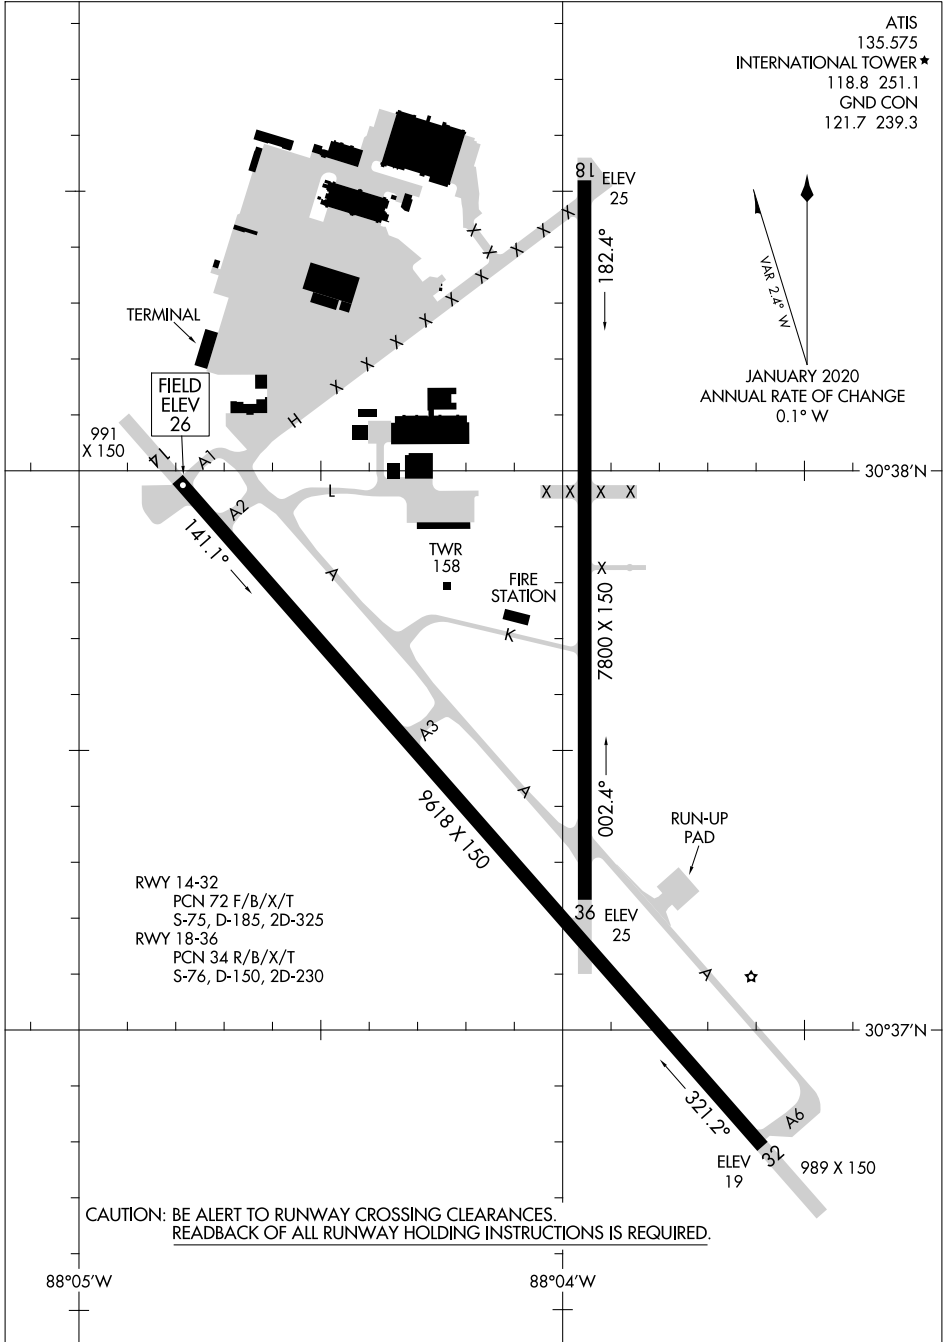 ATIS
135.575
INTERNATIONAL TOWER
118.8 251.1
GND CON
121.7 239.3
18
ELEV
25
182.4°
VAR 2.4° W
JANUARY 2020
ANNUAL RATE OF CHANGE
0.1° W
X
X
X
X
X
X
X
X
X
X
X
X
TERMINAL
FIELD
ELEV
26
H
991
X 150
14
A1
30°38'N
A2
L
X X X X
141.1°
TWR
158
A
FIRE
STATION
X
K
7800 X 150
A3
A
002.4°
9618 X 150
RUN-UP
PAD
RWY 14-32
PCN 72 F/B/X/T
S-75, D-185, 2D-325
RWY 18-36
PCN 34 R/B/X/T
S-76, D-150, 2D-230
36
ELEV
25
A
30°37'N
321.2°
A6
32
ELEV
19
989 X 150
CAUTION: BE ALERT TO RUNWAY CROSSING CLEARANCES.
READBACK OF ALL RUNWAY HOLDING INSTRUCTIONS IS REQUIRED.
88°05'W
88°04'W